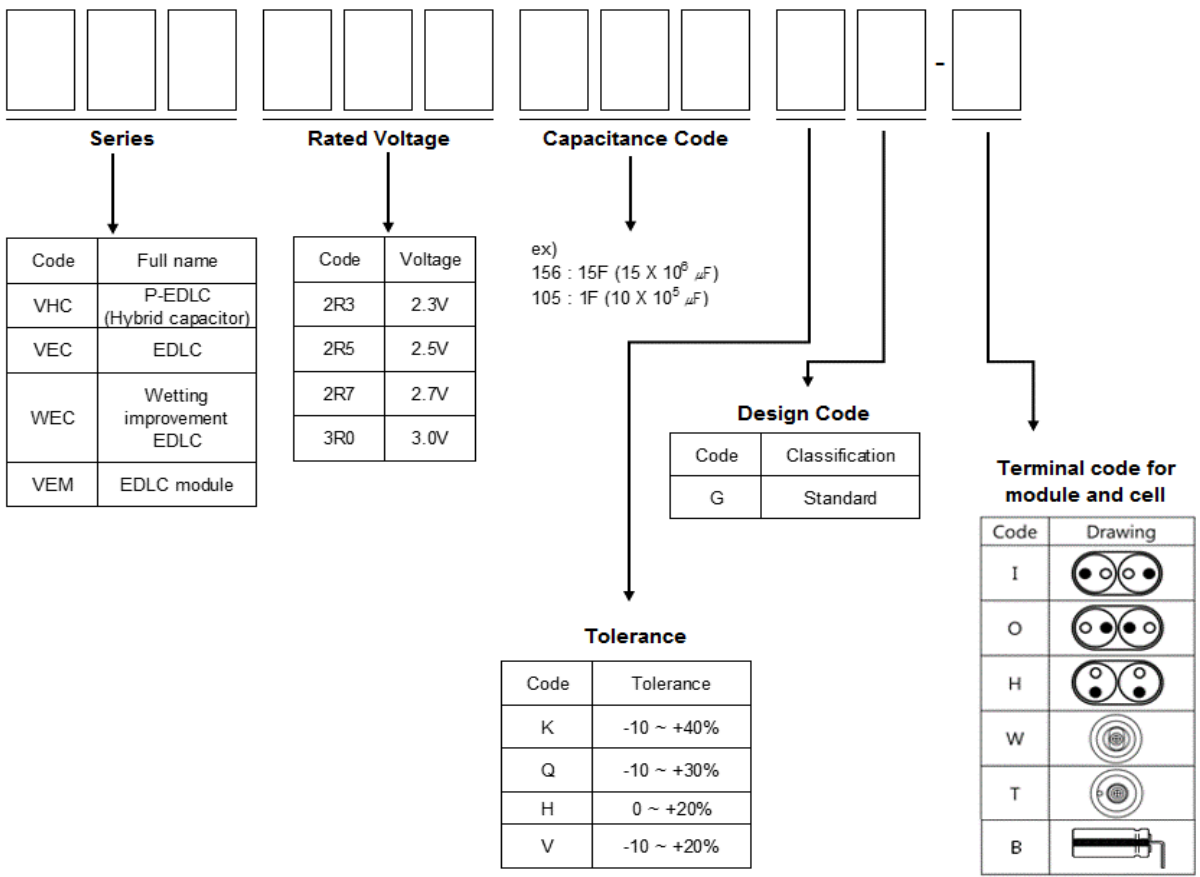 -
Series
Rated Voltage
Capacitance Code
Code Full name
VHC P-EDLC
(Hybrid capacitor)
VEC EDLC
WEC Wetting
improvement
EDLC
VEM EDLC module
Code Voltage
2R3 2.3V
2R5 2.5V
2R7 2.7V
3R0 3.0V
ex)
156 : 15F (15 X 10⁶ ㎌)
105 : 1F (10 X 10⁵ ㎌)
Design Code
Code Classification
G Standard
Tolerance
Code Tolerance
K -10 ~ +40%
Q -10 ~ +30%
H 0 ~ +20%
V -10 ~ +20%
Terminal code for
module and cell
Code Drawing
I
O
H
W
T
B